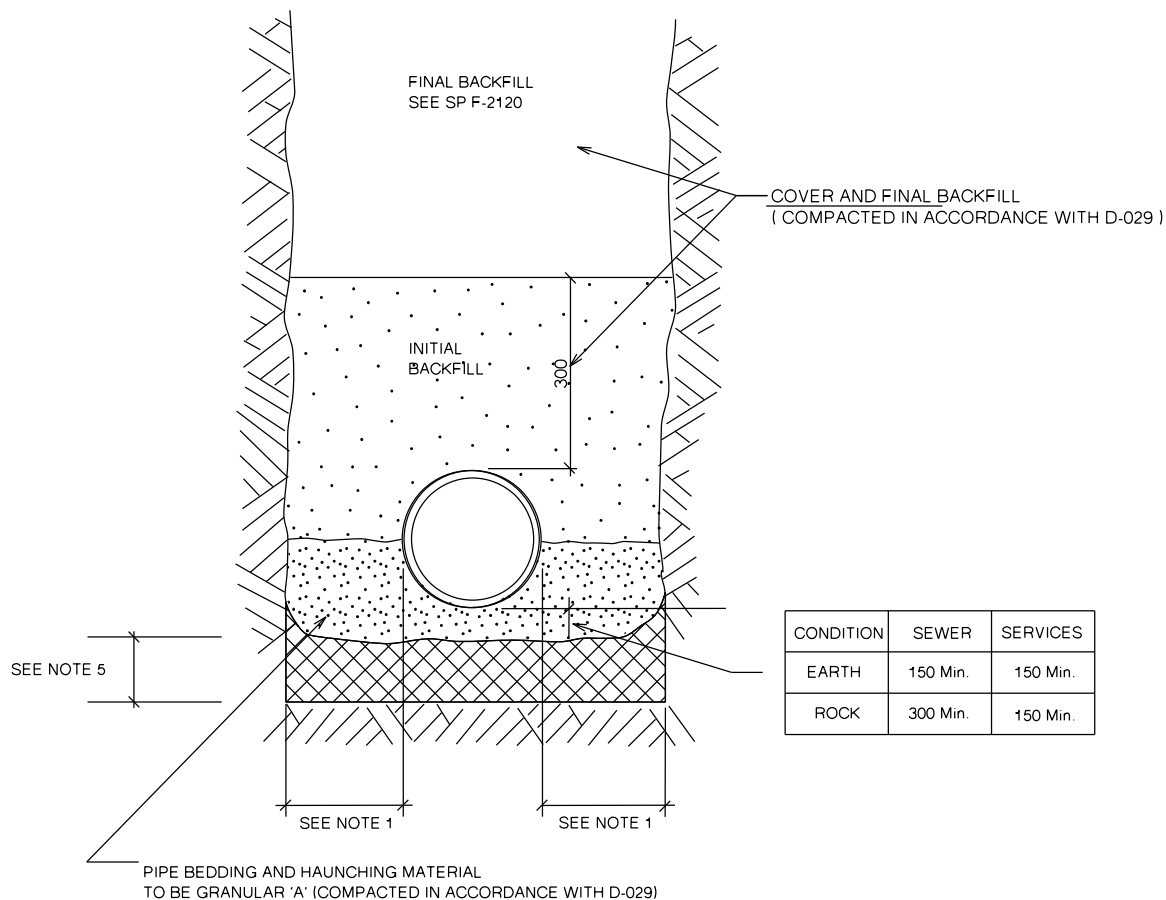 FINAL BACKFILL
SEE SP F-2120
COVER AND FINAL BACKFILL
( COMPACTED IN ACCORDANCE WITH D-029 )
INITIAL
BACKFILL
300
SEE NOTE 5
CONDITION SEWER SERVICES
EARTH 150 Min. 150 Min.
ROCK 300 Min. 150 Min.
SEE NOTE 1 SEE NOTE 1
PIPE BEDDING AND HAUNCHING MATERIAL
TO BE GRANULAR 'A' (COMPACTED IN ACCORDANCE WITH D-029)